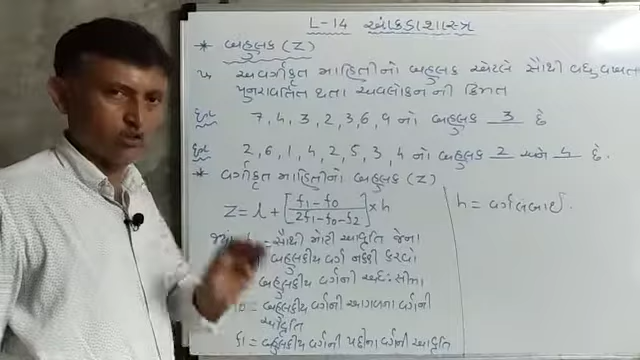 L-14 આંકડાશાસ્ત્ર
* બહુલક (Z)
અવર્ગીકૃત માહિતીનો બહુલક એટલે સૌથી વધુ વખત
પુનરાવર્તિત થતા અવલોકન ની કિંમત
7, 4, 3, 2, 3, 6, 9 નો બહુલક 3 છે
2, 6, 1, 4, 2, 5, 3, 4 નો બહુલક 2 અને 4 છે.
* વર્ગીકૃત માહિતીનો બહુલક (Z)
Z = l + [f₁ - f₀ / 2f₁ - f₀ - f₂] × h
h = વર્ગલંબાઈ.
= સૌથી મોટી આવૃત્તિ જેના
બહુલકીય વર્ગ નક્કી કરવો
બહુલકીય વર્ગની અધઃસીમા
= બહુલકીય વર્ગની આગળના વર્ગની
આવૃત્તિ
f₁ = બહુલકીય વર્ગની પછીના વર્ગની આવૃત્તિ